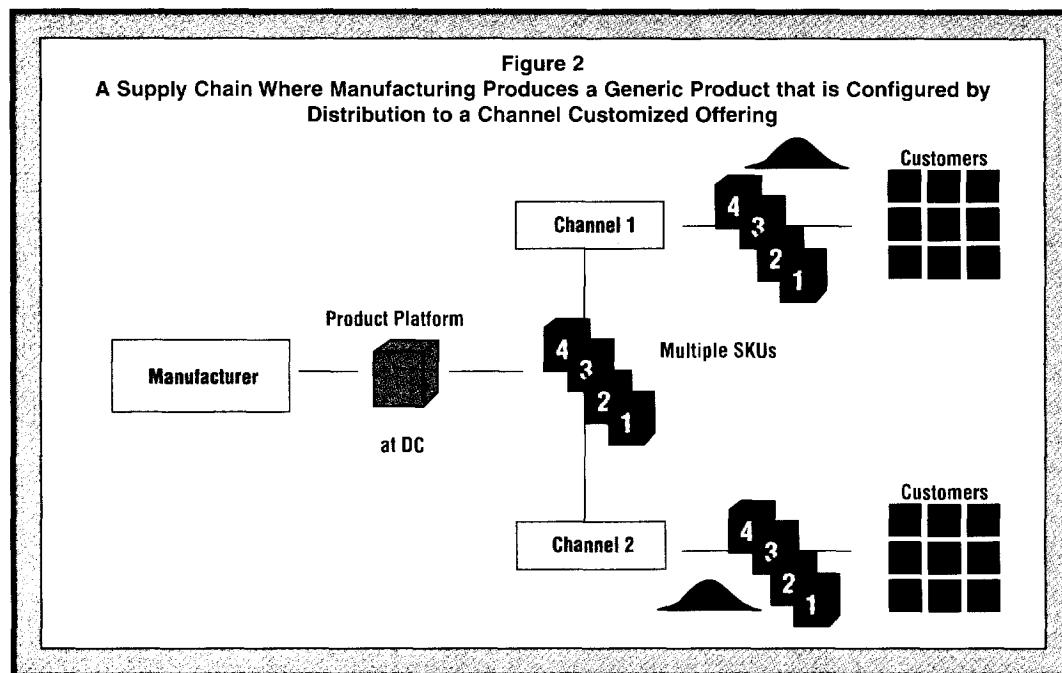 Figure 2
A Supply Chain Where Manufacturing Produces a Generic Product that is Configured by
Distribution to a Channel Customized Offering
Customers
4
3
2
1
Channel 1
Product Platform
Manufacturer
at DC
4
3
2
1
Multiple SKUs
Customers
Channel 2
4
3
2
1